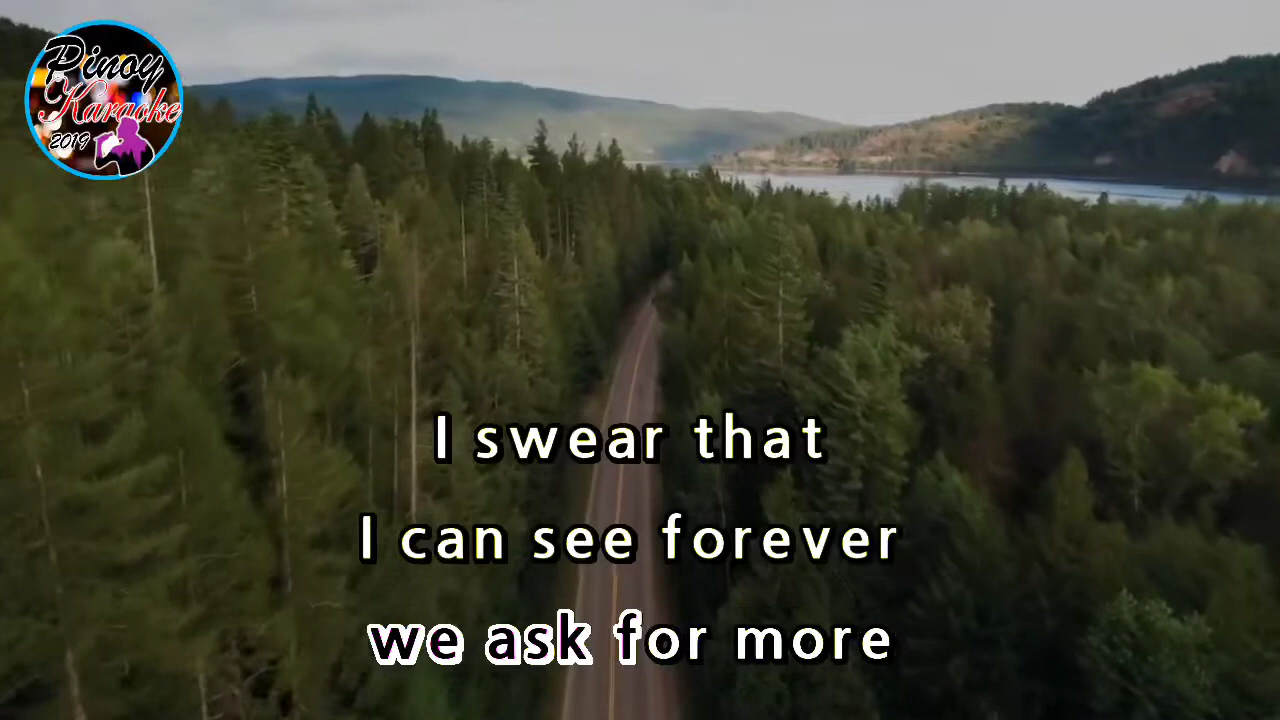 Pinoy
Karaoke
2019
I swear that
I can see forever
we ask for more